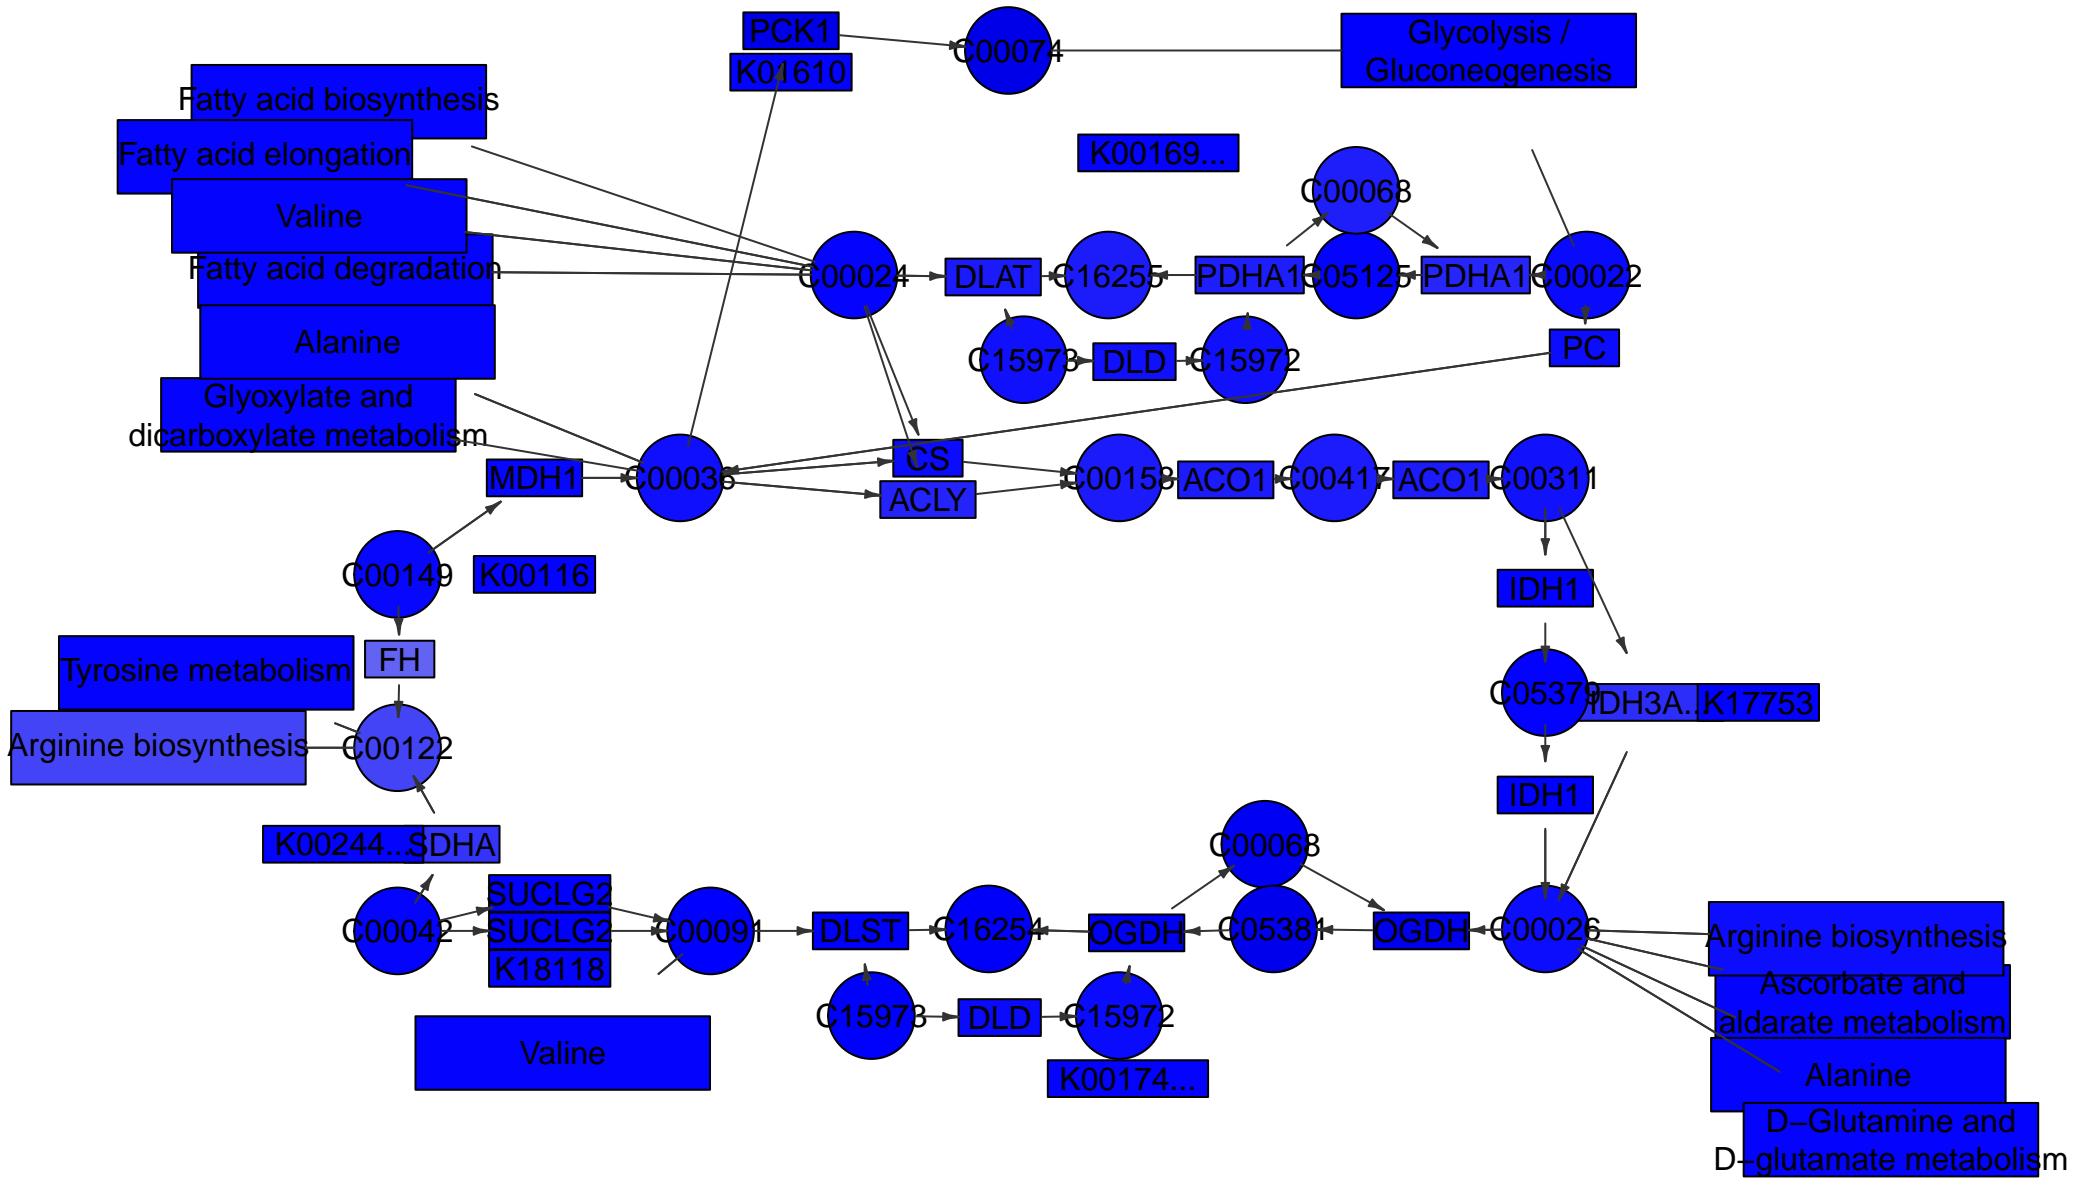 PCK1
C00074
Glycolysis /
Gluconeogenesis
K01610
Fatty acid biosynthesis
Fatty acid elongation
K00169...
C00068
Valine
Fatty acid degradation
C00024
DLAT
C16255
PDHA1
C05125
PDHA1
C00022
Alanine
C15973
DLD
C15972
PC
Glyoxylate and
dicarboxylate metabolism
MDH1
C00036
CS
ACLY
C00158
ACO1
C00417
ACO1
C00311
C00149
K00116
IDH1
FH
Tyrosine metabolism
C05379
IDH3A...
K17753
Arginine biosynthesis
C00122
IDH1
K00244...
SDHA
C00068
SUCLG2
C00042
SUCLG2
C00091
DLST
C16254
OGDH
C05381
OGDH
C00026
Arginine biosynthesis
K18118
Ascorbate and
aldarate metabolism
C15973
DLD
C15972
Valine
K00174...
Alanine
D−Glutamine and
D−glutamate metabolism